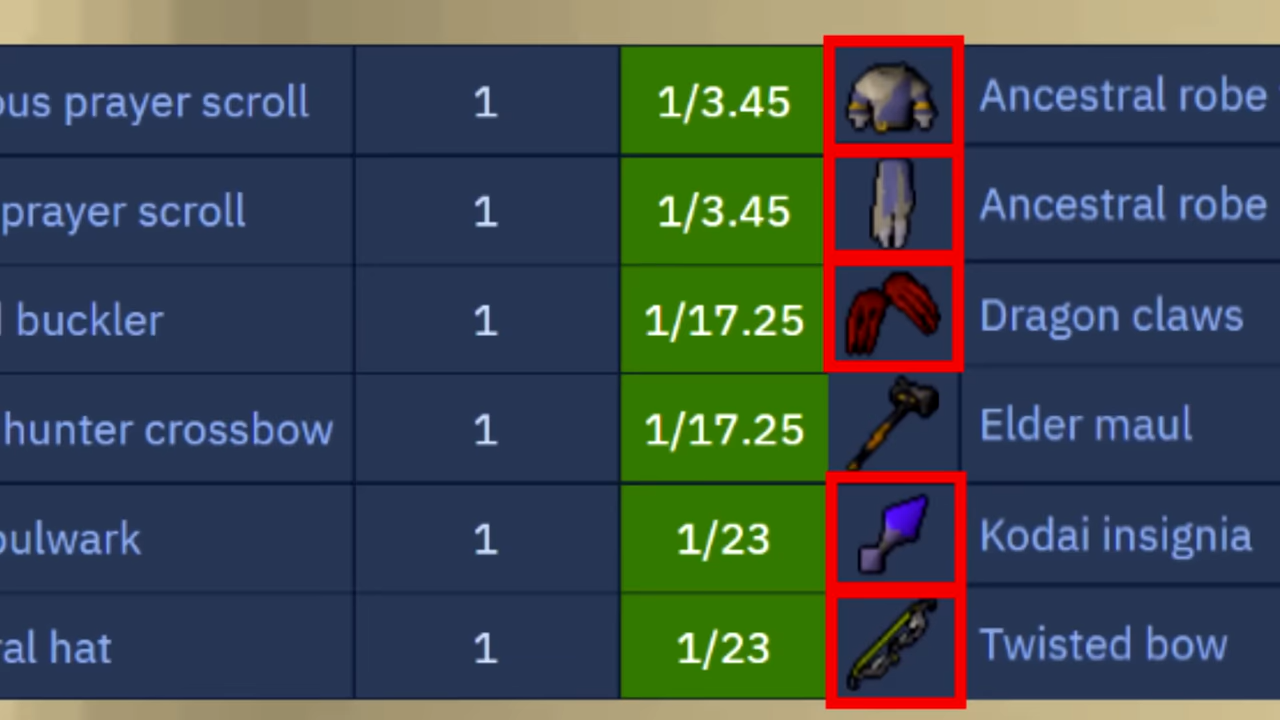 ous prayer scroll 1 1/3.45 Ancestral robe
prayer scroll 1 1/3.45 Ancestral robe
buckler 1 1/17.25 Dragon claws
hunter crossbow 1 1/17.25 Elder maul
oulwark 1 1/23 Kodai insignia
ral hat 1 1/23 Twisted bow